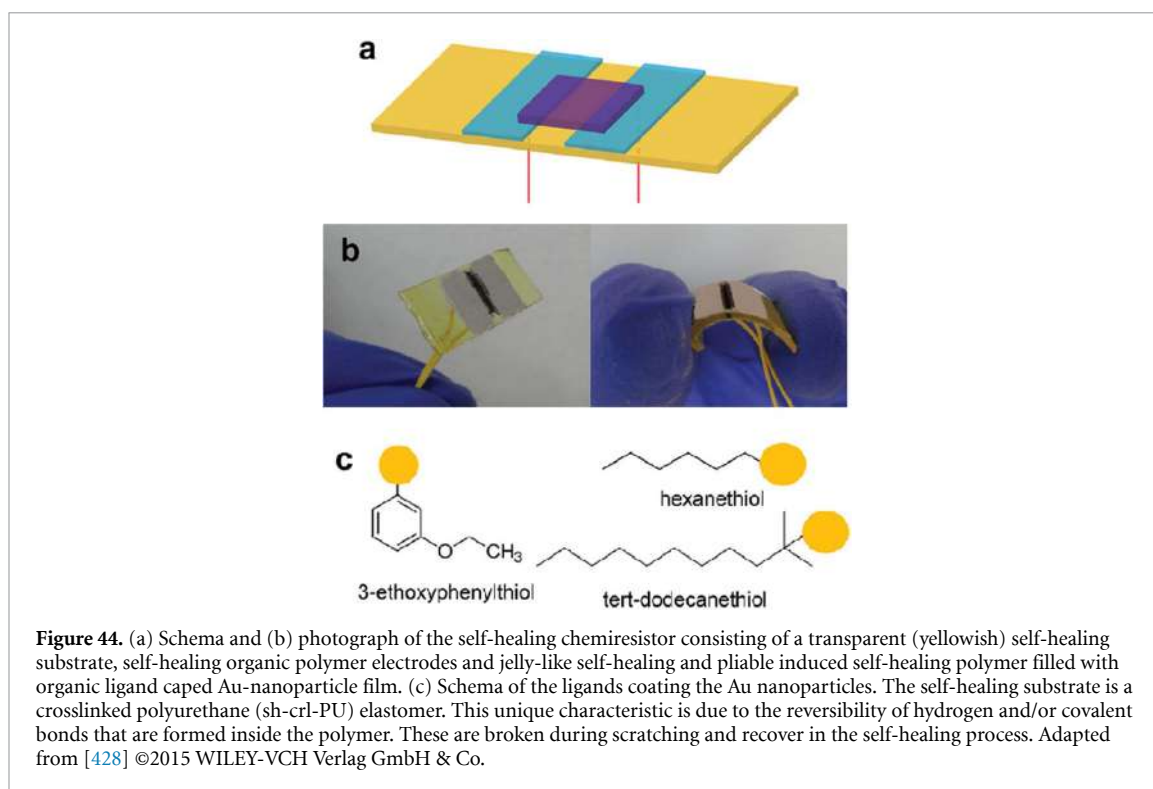 a
b
c
hexanethiol
O
CH3
3-ethoxyphenylthiol
tert-dodecanethiol
Figure 44. (a) Schema and (b) photograph of the self-healing chemiresistor consisting of a transparent (yellowish) self-healing
substrate, self-healing organic polymer electrodes and jelly-like self-healing and pliable induced self-healing polymer filled with
organic ligand caped Au-nanoparticle film. (c) Schema of the ligands coating the Au nanoparticles. The self-healing substrate is a
crosslinked polyurethane (sh-crl-PU) elastomer. This unique characteristic is due to the reversibility of hydrogen and/or covalent
bonds that are formed inside the polymer. These are broken during scratching and recover in the self-healing process. Adapted
from [428] ©2015 WILEY-VCH Verlag GmbH & Co.